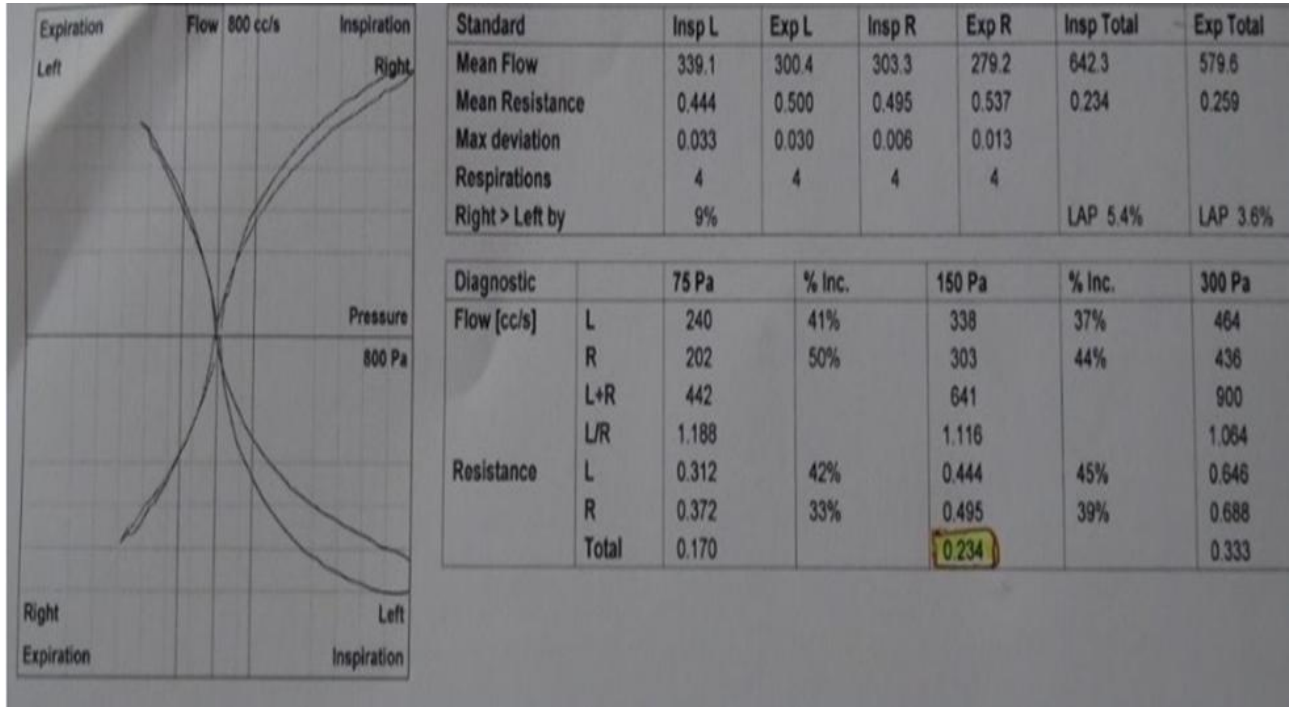 Expiration Flow 800 cc/s Inspiration
Left Right
Pressure
800 Pa
Right Left
Expiration Inspiration
Standard Insp L Exp L Insp R Exp R Insp Total Exp Total
Mean Flow 339.1 300.4 303.3 279.2 642.3 579.6
Mean Resistance 0.444 0.500 0.495 0.537 0.234 0.259
Max deviation 0.033 0.030 0.006 0.013
Respirations 4 4 4 4
Right > Left by 9% LAP 5.4% LAP 3.6%
Diagnostic 75 Pa % Inc. 150 Pa % Inc. 300 Pa
Flow [cc/s] L 240 41% 338 37% 464
R 202 50% 303 44% 436
L+R 442 641 900
L/R 1.188 1.116 1.064
Resistance L 0.312 42% 0.444 45% 0.646
R 0.372 33% 0.495 39% 0.688
Total 0.170 0.234 0.333